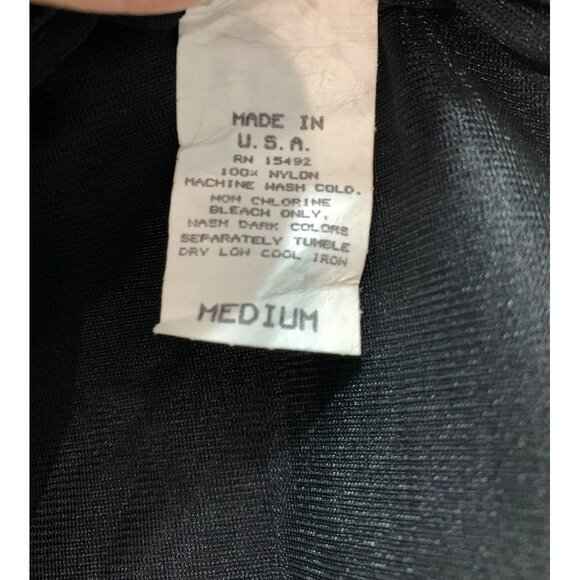 MADE IN
U.S.A.
RN 15492
100% NYLON
MACHINE WASH COLD.
NON CHLORINE
BLEACH ONLY.
WASH DARK COLORS
SEPARATELY TUMBLE
DRY LOW COOL IRON
MEDIUM